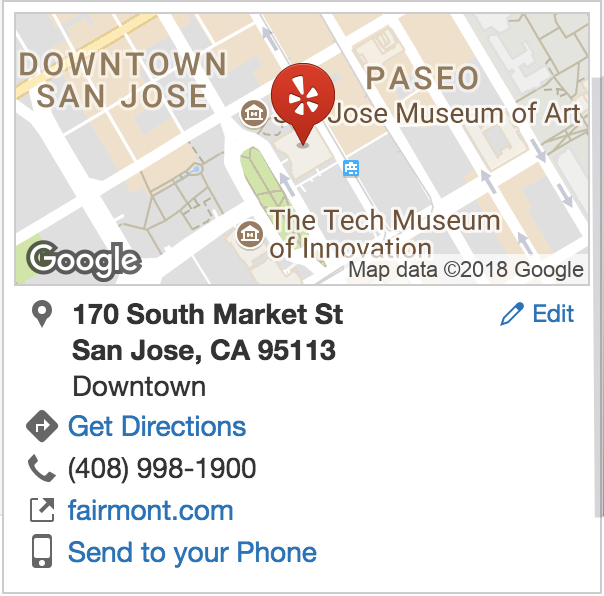 DOWNTOWN
SAN JOSE
PASEO
Jose Museum of Art
The Tech Museum
of Innovation
Google
Map data ©2018 Google
170 South Market St
Edit
San Jose, CA 95113
Downtown
Get Directions
(408) 998-1900
fairmont.com
Send to your Phone